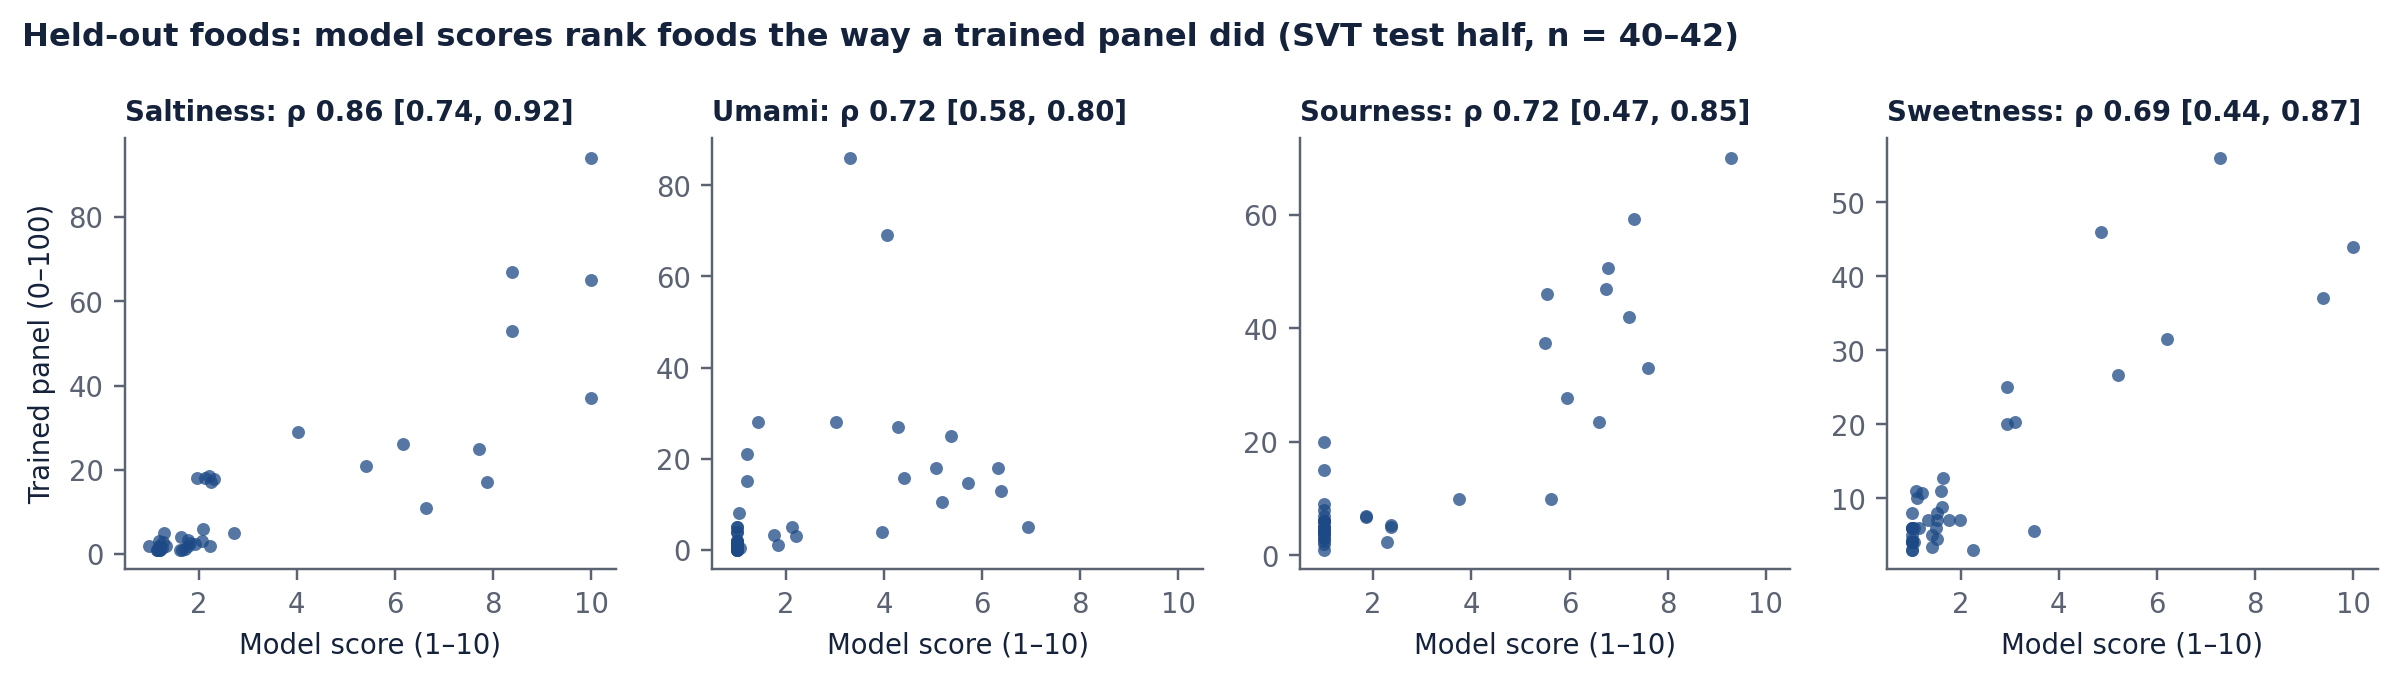 Held-out foods: model scores rank foods the way a trained panel did (SVT test half, n = 40–42)
Saltiness: ρ 0.86 [0.74, 0.92]
Trained panel (0–100)
80
60
40
20
0
2 4 6 8 10
Model score (1–10)
Umami: ρ 0.72 [0.58, 0.80]
80
60
40
20
0
2 4 6 8 10
Model score (1–10)
Sourness: ρ 0.72 [0.47, 0.85]
60
40
20
0
2 4 6 8 10
Model score (1–10)
Sweetness: ρ 0.69 [0.44, 0.87]
50
40
30
20
10
2 4 6 8 10
Model score (1–10)